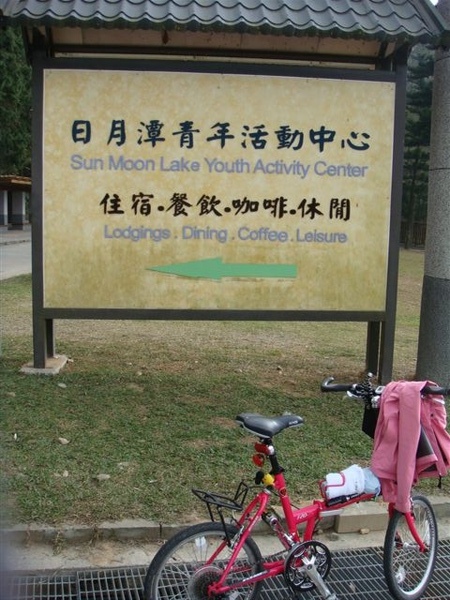 日月潭青年活動中心
Sun Moon Lake Youth Activity Center
住宿.餐飲.咖啡.休閒
Lodgings . Dining . Coffee . Leisure